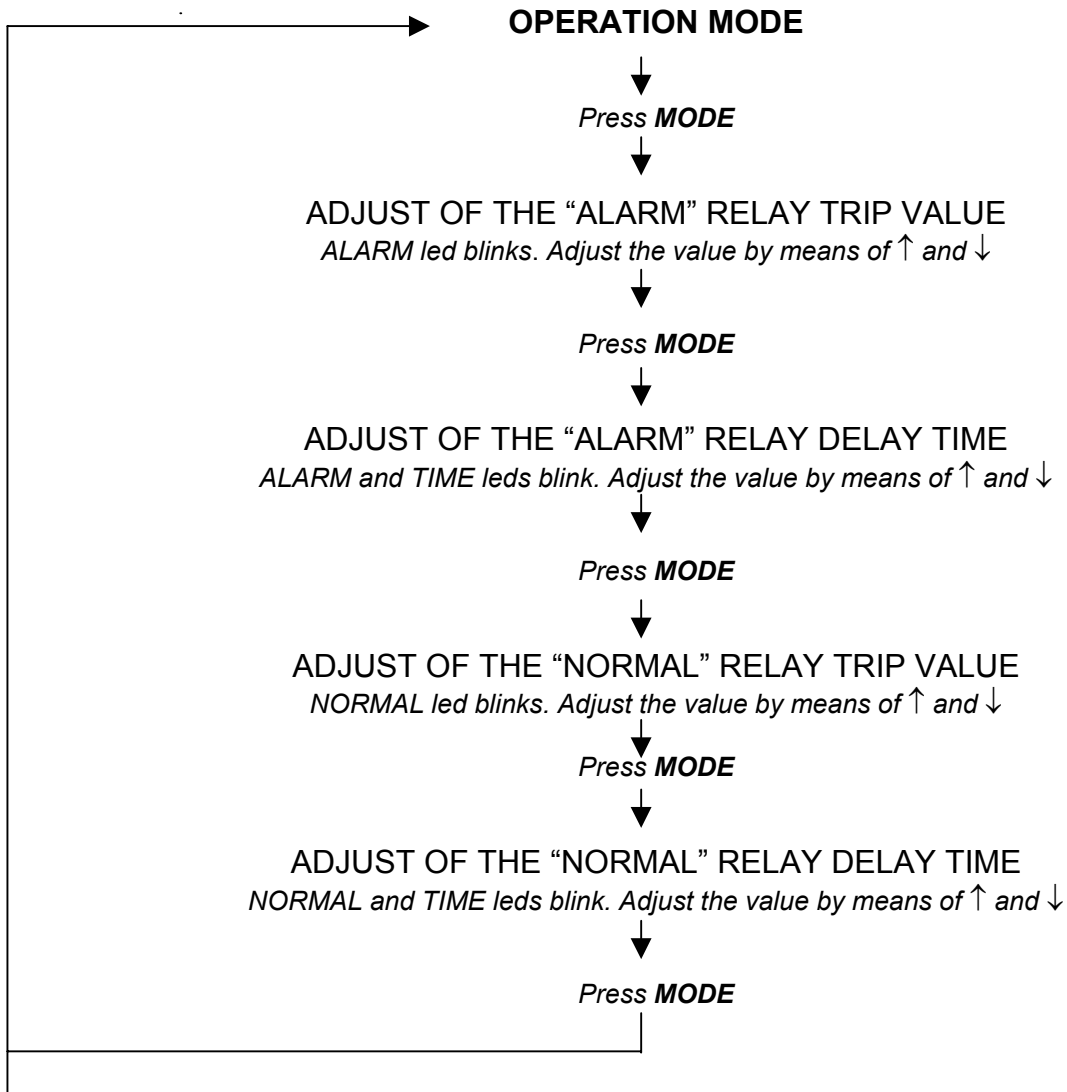 OPERATION MODE
Press MODE
ADJUST OF THE “ALARM” RELAY TRIP VALUE
ALARM led blinks. Adjust the value by means of ↑ and ↓
Press MODE
ADJUST OF THE “ALARM” RELAY DELAY TIME
ALARM and TIME leds blink. Adjust the value by means of ↑ and ↓
Press MODE
ADJUST OF THE “NORMAL” RELAY TRIP VALUE
NORMAL led blinks. Adjust the value by means of ↑ and ↓
Press MODE
ADJUST OF THE “NORMAL” RELAY DELAY TIME
NORMAL and TIME leds blink. Adjust the value by means of ↑ and ↓
Press MODE